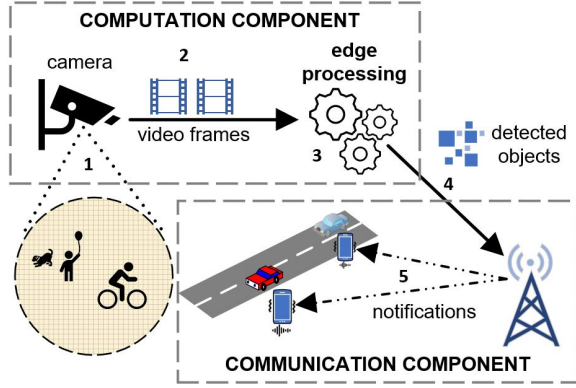 COMPUTATION COMPONENT
camera
2
edge
processing
video frames
3
1
detected
objects
4
5
notifications
COMMUNICATION COMPONENT